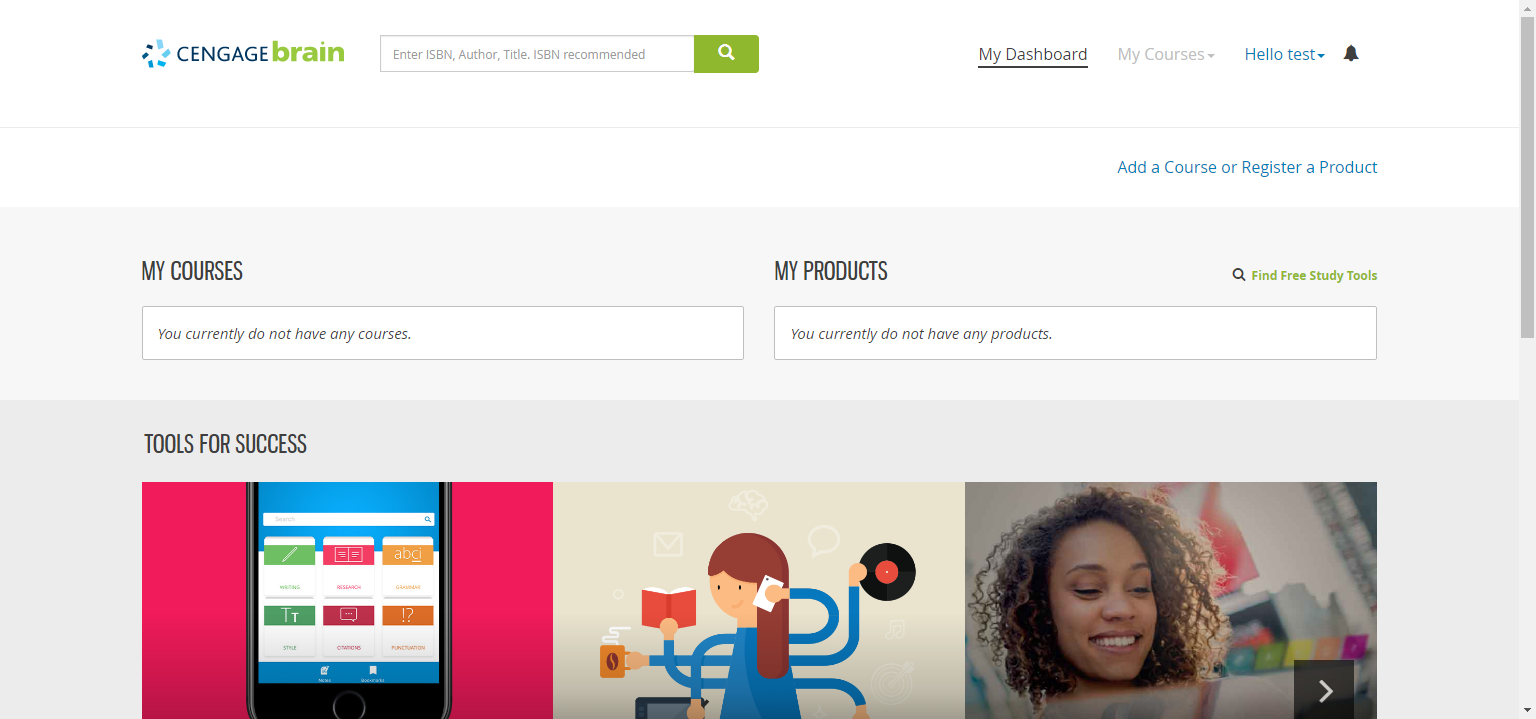 CENGAGEbrain
Enter ISBN, Author, Title. ISBN recommended
My Dashboard
My Courses
Hello test
Add a Course or Register a Product
MY COURSES
You currently do not have any courses.
MY PRODUCTS
Find Free Study Tools
You currently do not have any products.
TOOLS FOR SUCCESS
Search
abcj
WRITING
RESEARCH
GRAMMAR
TT
!?
STYLE
CITATIONS
PUNCTUATION
Notes
Bookmarks